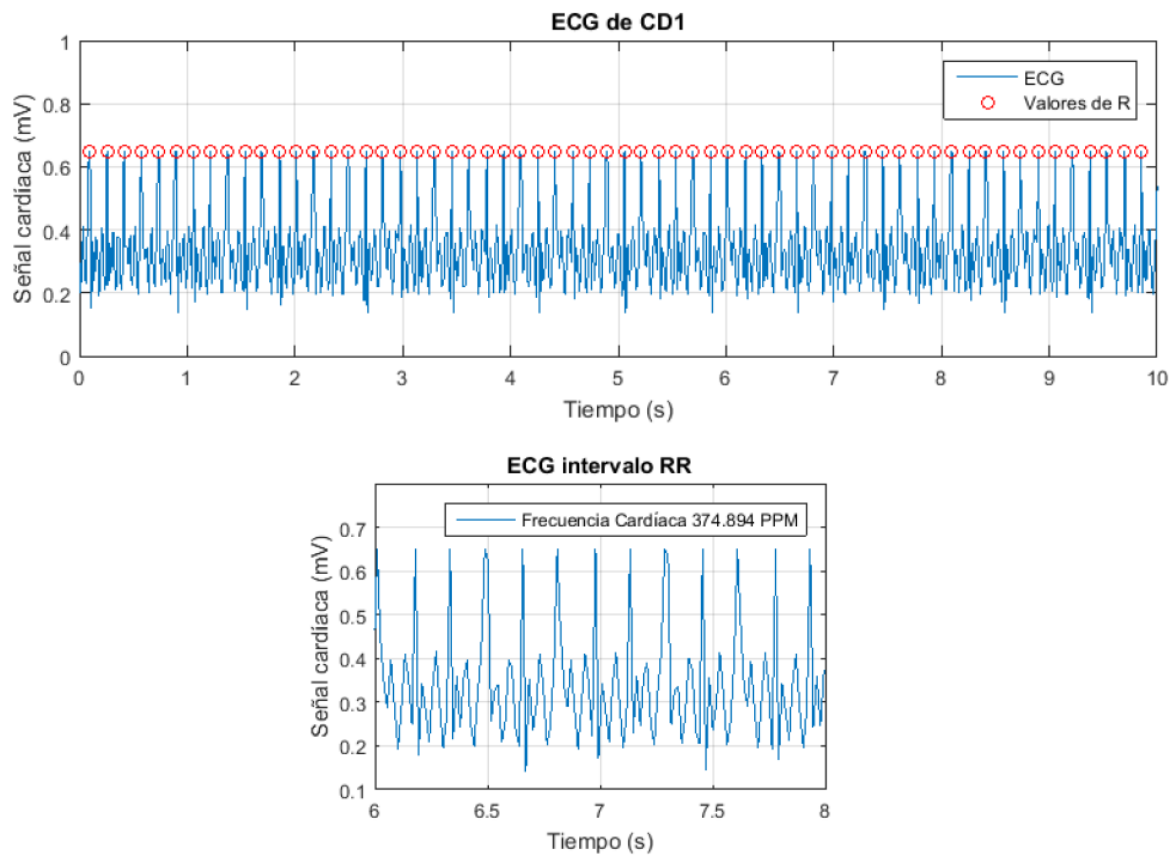 ECG de CD1
Señal cardiaca (mV)
1
0.8
0.6
0.4
0.2
0
ECG
Valores de R
0 1 2 3 4 5 6 7 8 9 10
Tiempo (s)
ECG intervalo RR
Señal cardíaca (mV)
0.7
0.6
0.5
0.4
0.3
0.2
0.1
Frecuencia Cardíaca 374.894 PPM
6 6.5 7 7.5 8
Tiempo (s)